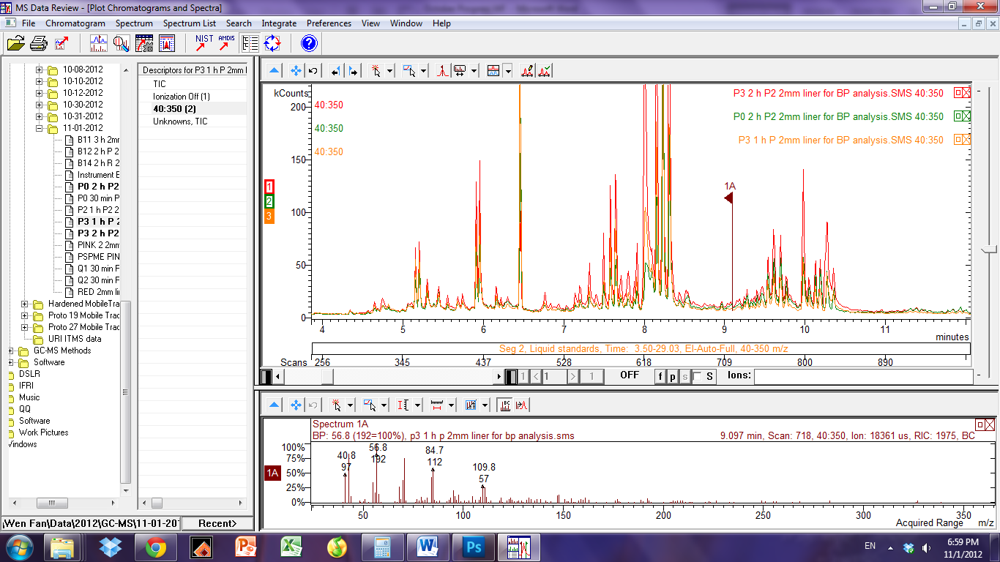 MS Data Review - [Plot Chromatograms and Spectra]
File Chromatogram Spectrum Spectrum List Search Integrate Preferences View Window Help
NIST AMDIS
10-08-2012
10-10-2012
10-12-2012
10-30-2012
10-31-2012
11-01-2012
B11 3 h 2mr
B12 2 h P 2
B14 2 h R 2
Instrument E
P0 2 h P2
P0 30 min P
P2 1 h P2 2
P3 1 h P 2
P3 2 h P2
PINK 2 2mm
PSPME PIN
Q1 30 min F
Q2 30 min F
RED 2mm li
Hardened MobileTra
Proto 19 Mobile Trac
Proto 27 Mobile Trac
URI ITMS data
GC-MS Methods
Software
DSLR
IFRI
Music
QQ
Software
Work Pictures
Windows
\Wen Fan\Data\2012\GC-MS\11-01-20
Recent>
Descriptors for P3 1 h P 2mm l
TIC
Ionization Off (1)
40:350 (2)
Unknowns, TIC
kCounts
200
150
100
50
0
40:350
40:350
40:350
P3 2 h P2 2mm liner for BP analysis.SMS 40:350
P0 2 h P2 2mm liner for BP analysis.SMS 40:350
P3 1 h P 2mm liner for BP analysis.SMS 40:350
1
2
3
1A
4 5 6 7 8 9 10 11
minutes
Seg 2, Liquid standards, Time: 3.50-29.03, EI-Auto-Full, 40-350 m/z
Scans 256 345 437 528 618 709 800 890
1 < 1 > 1 OFF f p s S Ions:
Spectrum 1A
BP: 56.8 (192=100%), p3 1 h p 2mm liner for bp analysis.sms
9.097 min, Scan: 718, 40:350, Ion: 18361 us, RIC: 1975, BC
1A
100%
75%
50%
25%
0%
40.8
97
56.8
192
84.7
112
109.8
57
50 100 150 200 250 300 350
Acquired Range m/z
EN
6:59 PM
11/1/2012